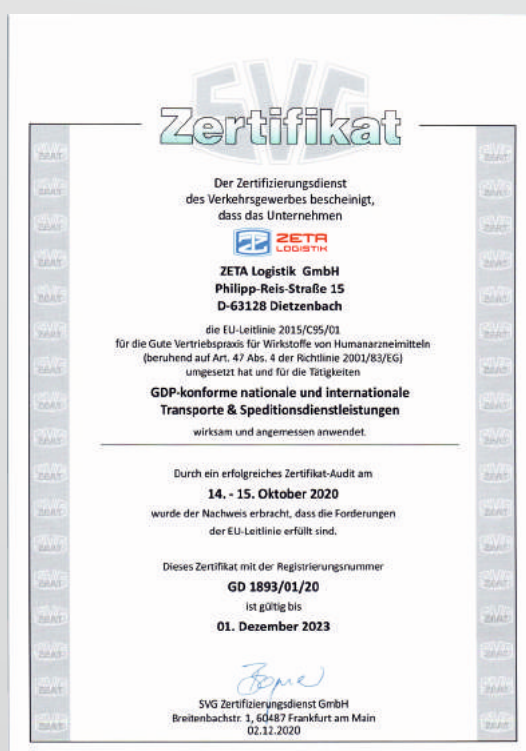 SVG
Zertifikat
Der Zertifizierungsdienst
des Verkehrsgewerbes bescheinigt,
dass das Unternehmen
ZETA
LOGISTIK
ZETA Logistik GmbH
Philipp-Reis-Straße 15
D-63128 Dietzenbach
die EU-Leitlinie 2015/C95/01
für die Gute Vertriebspraxis für Wirkstoffe von Humanarzneimitteln
(beruhend auf Art. 47 Abs. 4 der Richtlinie 2001/83/EG)
umgesetzt hat und für die Tätigkeiten
GDP-konforme nationale und internationale
Transporte & Speditionsdienstleistungen
wirksam und angemessen anwendet.
Durch ein erfolgreiches Zertifikat-Audit am
14. - 15. Oktober 2020
wurde der Nachweis erbracht, dass die Forderungen
der EU-Leitlinie erfüllt sind.
Dieses Zertifikat mit der Registrierungsnummer
GD 1893/01/20
ist gültig bis
01. Dezember 2023
SVG Zertifizierungsdienst GmbH
Breitenbachstr. 1, 60487 Frankfurt am Main
02.12.2020